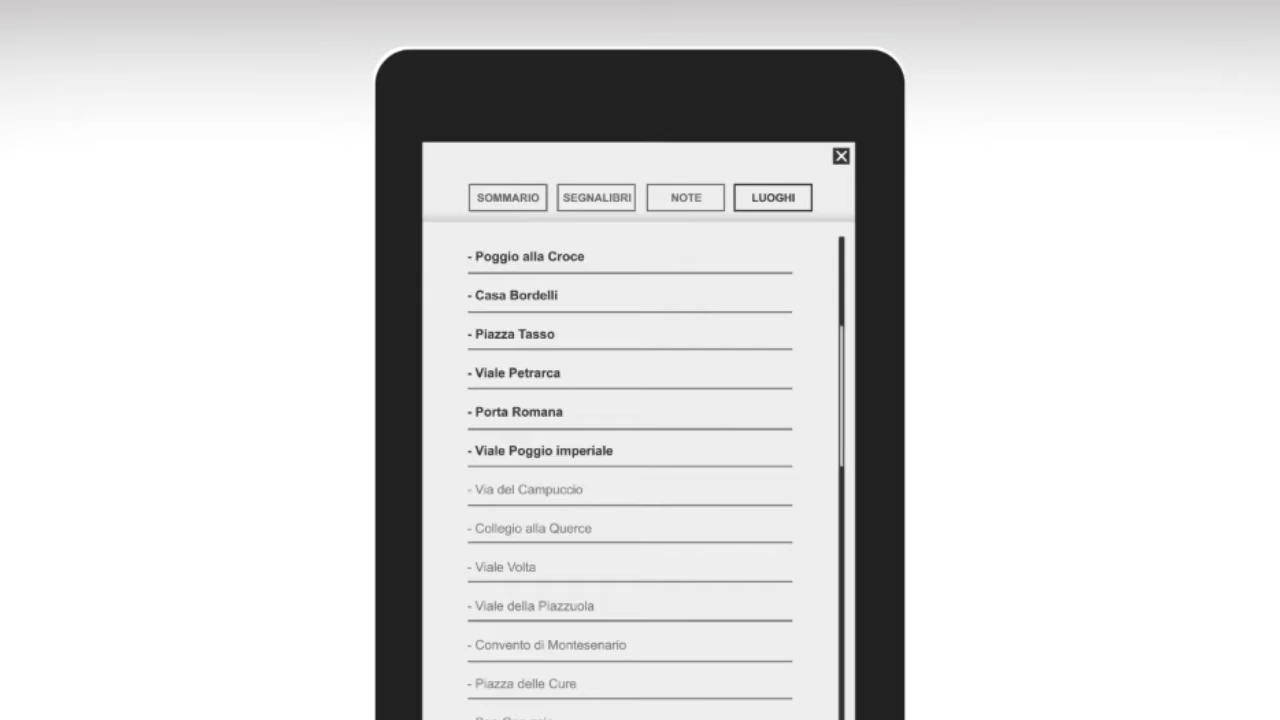 SOMMARIO SEGNALIBRI NOTE LUOGHI
- Poggio alla Croce
- Casa Bordelli
- Piazza Tasso
- Viale Petrarca
- Porta Romana
- Viale Poggio imperiale
- Via del Campuccio
- Collegio alla Querce
- Viale Volta
- Viale della Piazzuola
- Convento di Montesenario
- Piazza delle Cure